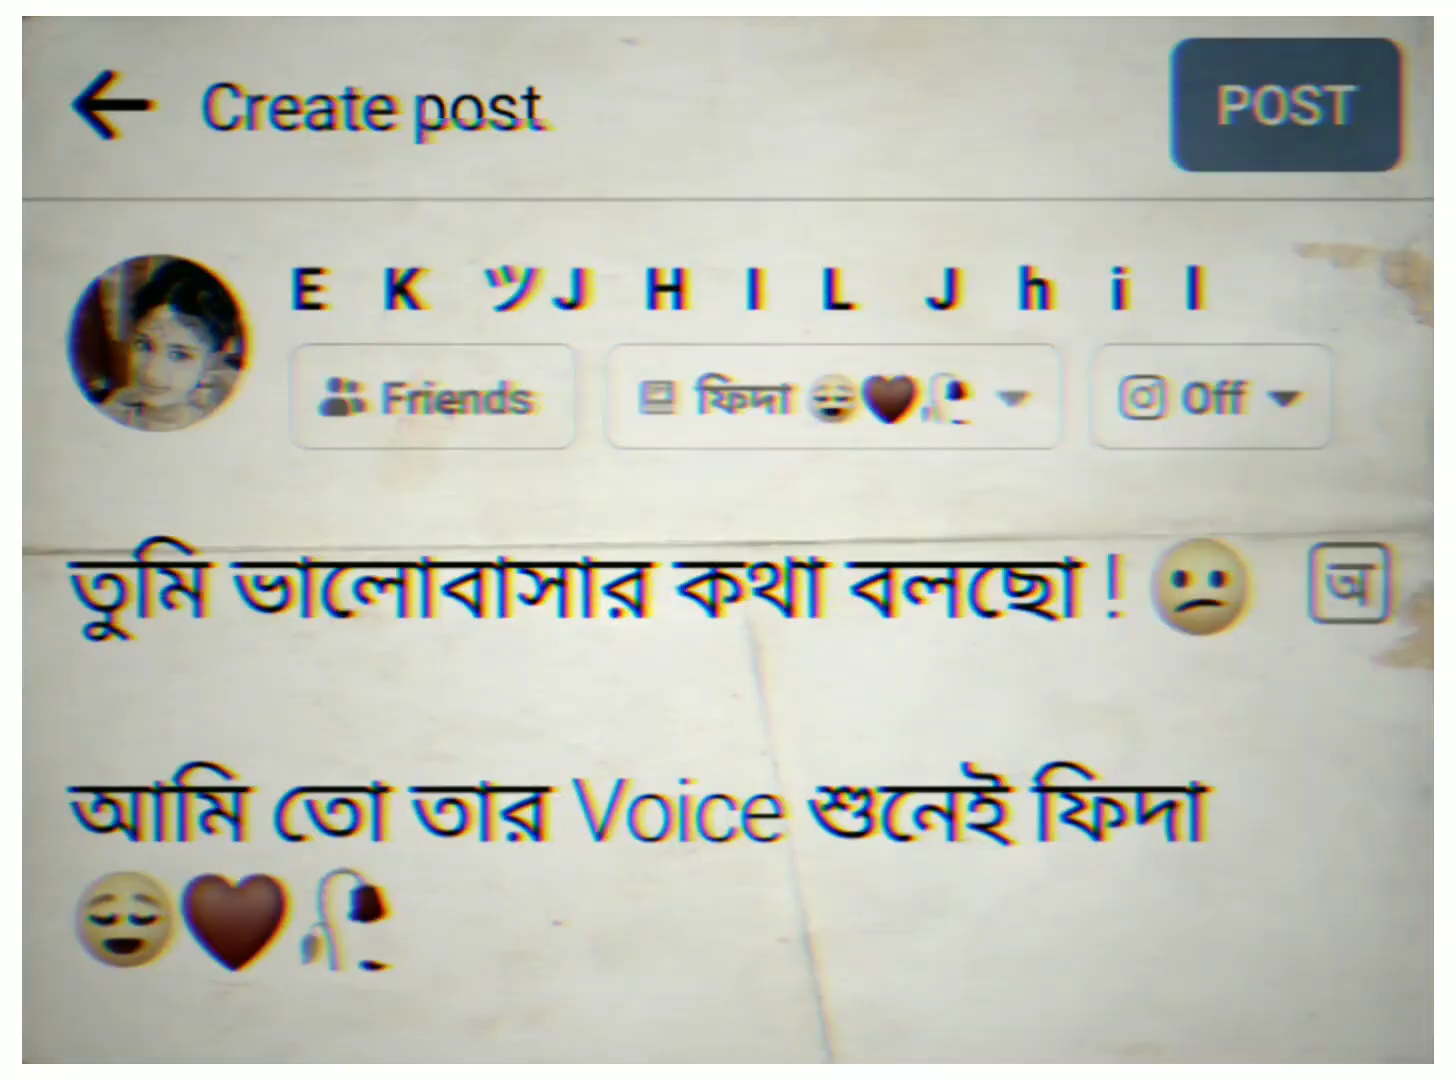 Create post
POST
E K ツJ H I L J h i l
Friends
ফিদা 😌❤️🥀
Off
তুমি ভালোবাসার কথা বলছো ! 😕
অ
আমি তো তার Voice শুনেই ফিদা
😌❤️🥀